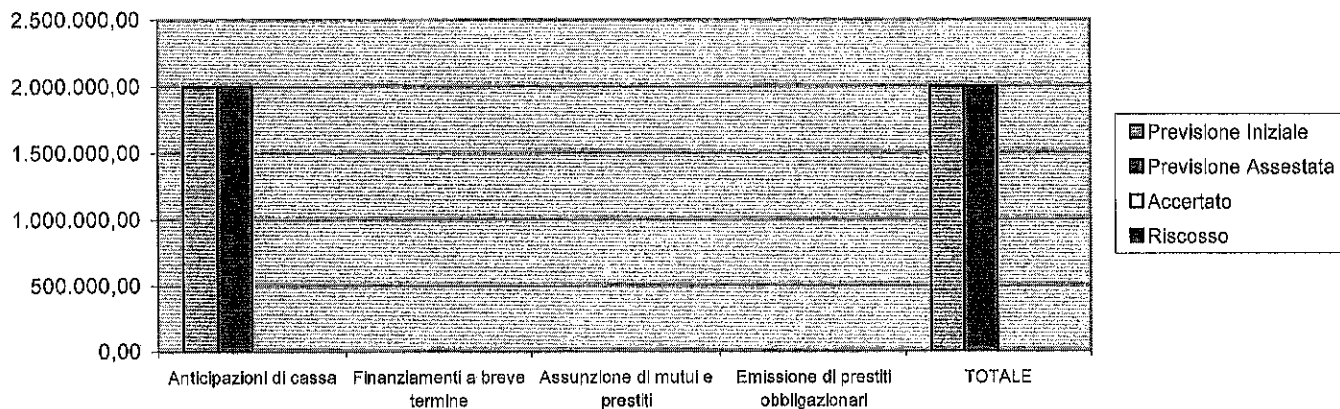 2.500.000,00
2.000.000,00
1.500.000,00
1.000.000,00
500.000,00
0,00
Anticipazioni di cassa
Finanziamenti a breve
termine
Assunzione di mutui e
prestiti
Emissione di prestiti
obbligazionari
TOTALE
Previsione Iniziale
Previsione Assestata
Accertato
Riscosso